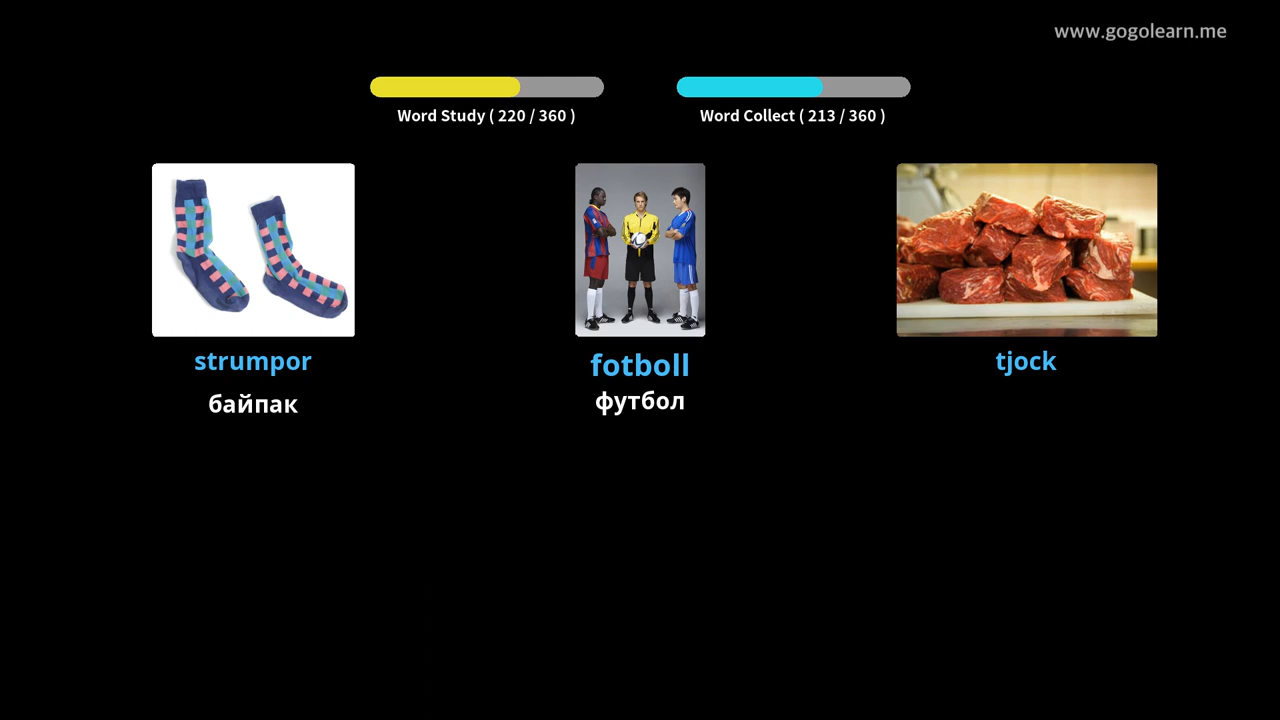 www.gogolearn.me
Word Study ( 220 / 360 )
Word Collect ( 213 / 360 )
strumpor
fotboll
tjock
байпак
футбол